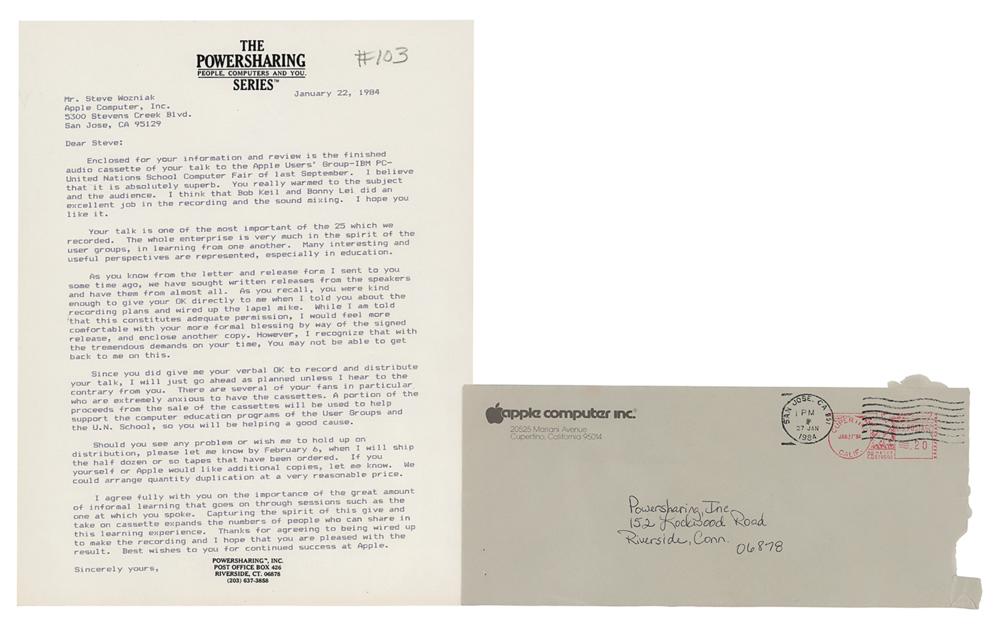 THE
POWERSHARING
PEOPLE, COMPUTERS AND YOU.
SERIES™
#103
January 22, 1984
Mr. Steve Wozniak
Apple Computer, Inc.
5300 Stevens Creek Blvd.
San Jose, CA 95129
Dear Steve:
Enclosed for your information and review is the finished
audio cassette of your talk to the Apple Users' Group-IBM PC-
United Nations School Computer Fair of last September. I believe
that it is absolutely superb. You really warmed to the subject
and the audience. I think that Bob Keil and Bonny Lei did an
excellent job in the recording and the sound mixing. I hope you
like it.
Your talk is one of the most important of the 25 which we
recorded. The whole enterprise is very much in the spirit of the
user groups, in learning from one another. Many interesting and
useful perspectives are represented, especially in education.
As you know from the letter and release form I sent to you
some time ago, we have sought written releases from the speakers
and have them from almost all. As you recall, you were kind
enough to give your OK directly to me when I told you about the
recording plans and wired up the lapel mike. While I am told
that this constitutes adequate permission, I would feel more
comfortable with your more formal blessing by way of the signed
release, and enclose another copy. However, I recognize that with
the tremendous demands on your time, You may not be able to get
back to me on this.
Since you did give me your verbal OK to record and distribute
your talk, I will just go ahead as planned unless I hear to the
contrary from you. There are several of your fans in particular
who are extremely anxious to have the cassettes. A portion of the
proceeds from the sale of the cassettes will be used to help
support the computer education programs of the User Groups and
the U.N. School, so you will be helping a good cause.
Should you see any problem or wish me to hold up on
distribution, please let me know by February 6, when I will ship
the half dozen or so tapes that have been ordered. If you
yourself or Apple would like additional copies, let me know. We
could arrange quantity duplication at a very reasonable price.
I agree fully with you on the importance of the great amount
of informal learning that goes on through sessions such as the
one at which you spoke. Capturing the spirit of this give and
take on cassette expands the numbers of people who can share in
this learning experience. Thanks for agreeing to being wired up
to make the recording and I hope that you are pleased with the
result. Best wishes to you for continued success at Apple.
Sincerely yours,
POWERSHARING™, INC.
POST OFFICE BOX 426
RIVERSIDE, CT. 06878
(203) 637-3858
apple computer inc.
20525 Mariani Avenue
Cupertino, California 95014
SAN JOSE, CA
1 PM
27 JAN
1984
CALIF.
JAN27'84
.20
Powersharing, Inc.
152 Lockwood Road
Riverside, Conn.
06878